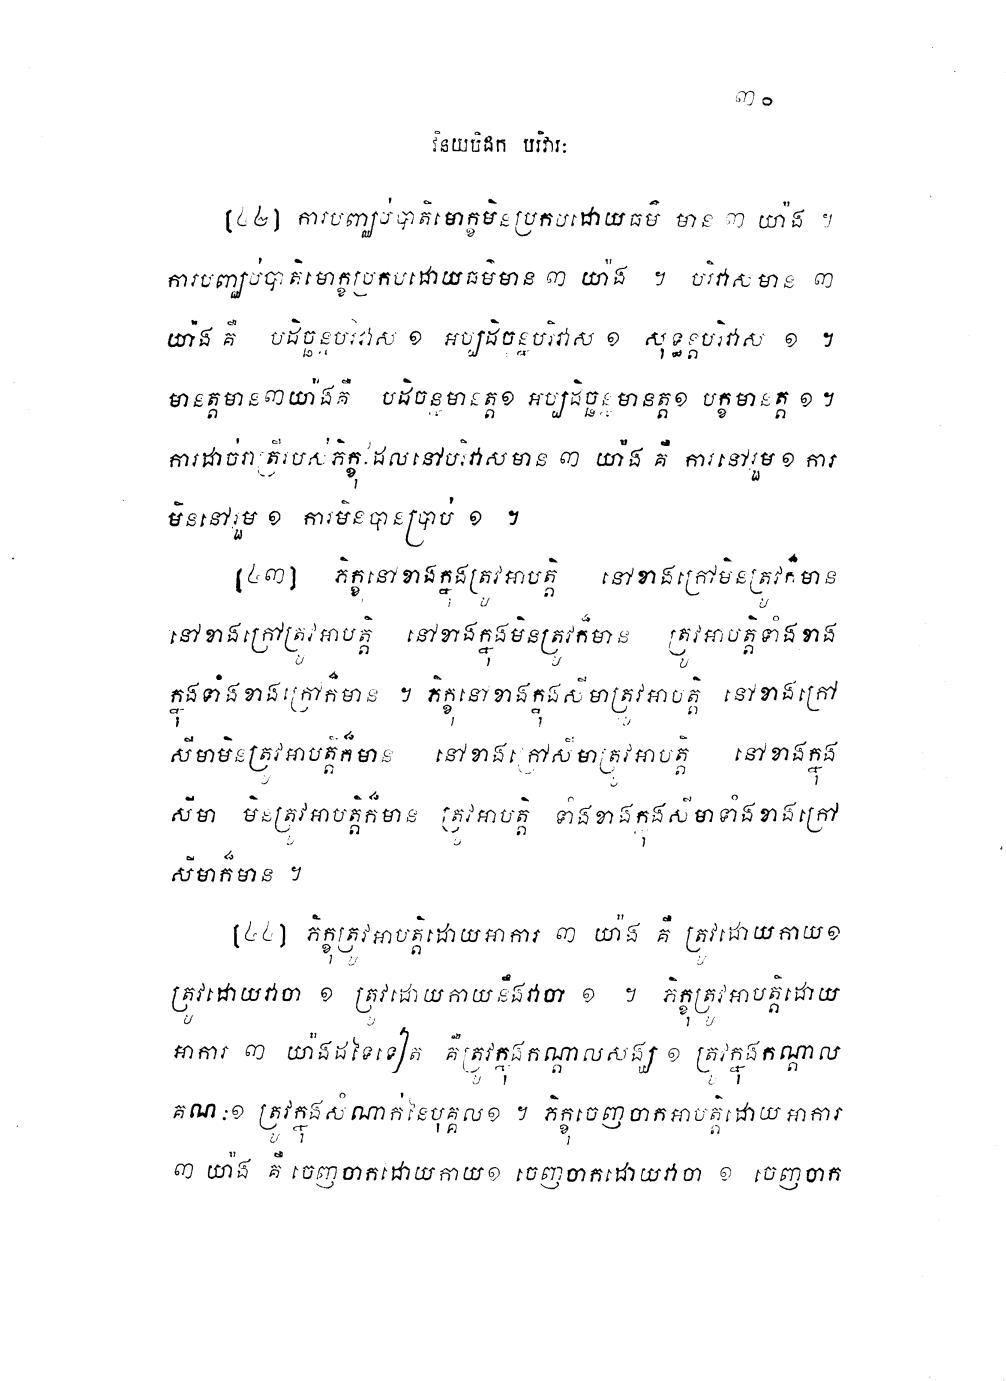 ៣០
វិនយបិដក បរិវារៈ
(៤២) ការបញ្ឈប់បាតិមោក្ខមិនប្រកបដោយធម៌ មាន ៣ យ៉ាង ។
ការបញ្ឈប់បាតិមោក្ខប្រកបដោយធម៌មាន ៣ យ៉ាង ។ បរិវាសមាន ៣
យ៉ាង គឺ បដិច្ឆន្នបរិវាស ១ អប្បដិច្ឆន្នបរិវាស ១ សុទ្ធន្តបរិវាស ១ ។
មានត្តមាន៣យ៉ាងគឺ បដិច្ឆន្នមានត្ត១ អប្បដិច្ឆន្នមានត្ត១ បក្ខមានត្ត ១ ។
ការដាច់រាត្រីរបស់ភិក្ខុដែលនៅបរិវាសមាន ៣ យ៉ាង គឺ ការនៅរួម ១ ការ
មិននៅរួម ១ ការមិនបានប្រាប់ ១ ។
(៤៣) ភិក្ខុនៅខាងក្នុងត្រូវអាបត្តិ នៅខាងក្រៅមិនត្រូវក៏មាន
នៅខាងក្រៅត្រូវអាបត្តិ នៅខាងក្នុងមិនត្រូវក៏មាន ត្រូវអាបត្តិទាំងខាង
ក្នុងទាំងខាងក្រៅក៏មាន ។ ភិក្ខុនៅខាងក្នុងសីមាត្រូវអាបត្តិ នៅខាងក្រៅ
សីមាមិនត្រូវអាបត្តិក៏មាន នៅខាងក្រៅសីមាត្រូវអាបត្តិ នៅខាងក្នុង
សីមា មិនត្រូវអាបត្តិក៏មាន ត្រូវអាបត្តិ ទាំងខាងក្នុងសីមាទាំងខាងក្រៅ
សីមាក៏មាន ។
(៤៤) ភិក្ខុត្រូវអាបត្តិដោយអាការ ៣ យ៉ាង គឺ ត្រូវដោយកាយ១
ត្រូវដោយវាចា ១ ត្រូវដោយកាយនឹងវាចា ១ ។ ភិក្ខុត្រូវអាបត្តិដោយ
អាការ ៣ យ៉ាងដទៃទៀត គឺត្រូវក្នុងកណ្តាលសង្ឃ ១ ត្រូវក្នុងកណ្តាល
គណៈ១ ត្រូវក្នុងសំណាក់នៃបុគ្គល១ ។ ភិក្ខុចេញចាកអាបត្តិដោយអាការ
៣ យ៉ាង គឺ ចេញចាកដោយកាយ១ ចេញចាកដោយវាចា ១ ចេញចាក